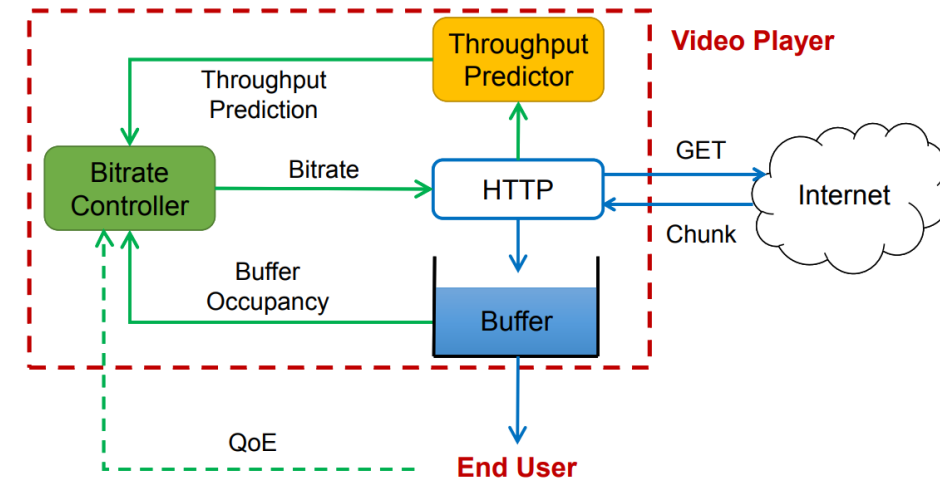 Throughput
Predictor
Video Player
Throughput
Prediction
GET
Bitrate
Controller
Bitrate
HTTP
Internet
Chunk
Buffer
Occupancy
Buffer
QoE
End User